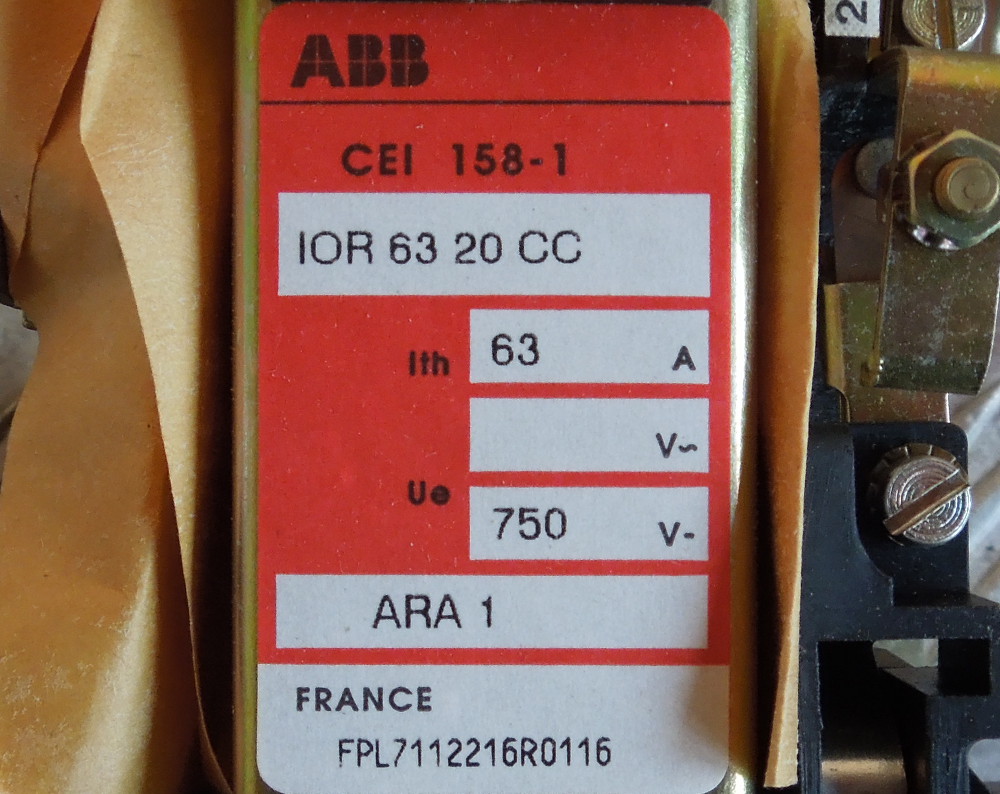 ABB
2
CEI 158-1
IOR 63 20 CC
Ith 63 A
V~
Ue
750 V-
ARA 1
FRANCE
FPL7112216R0116